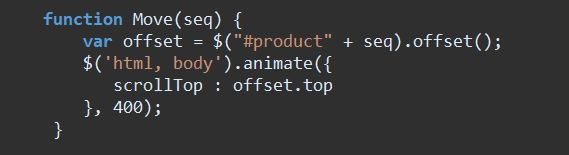 function Move(seq) {
var offset = $("#product" + seq).offset();
$('html, body').animate({
scrollTop : offset.top
}, 400);
}